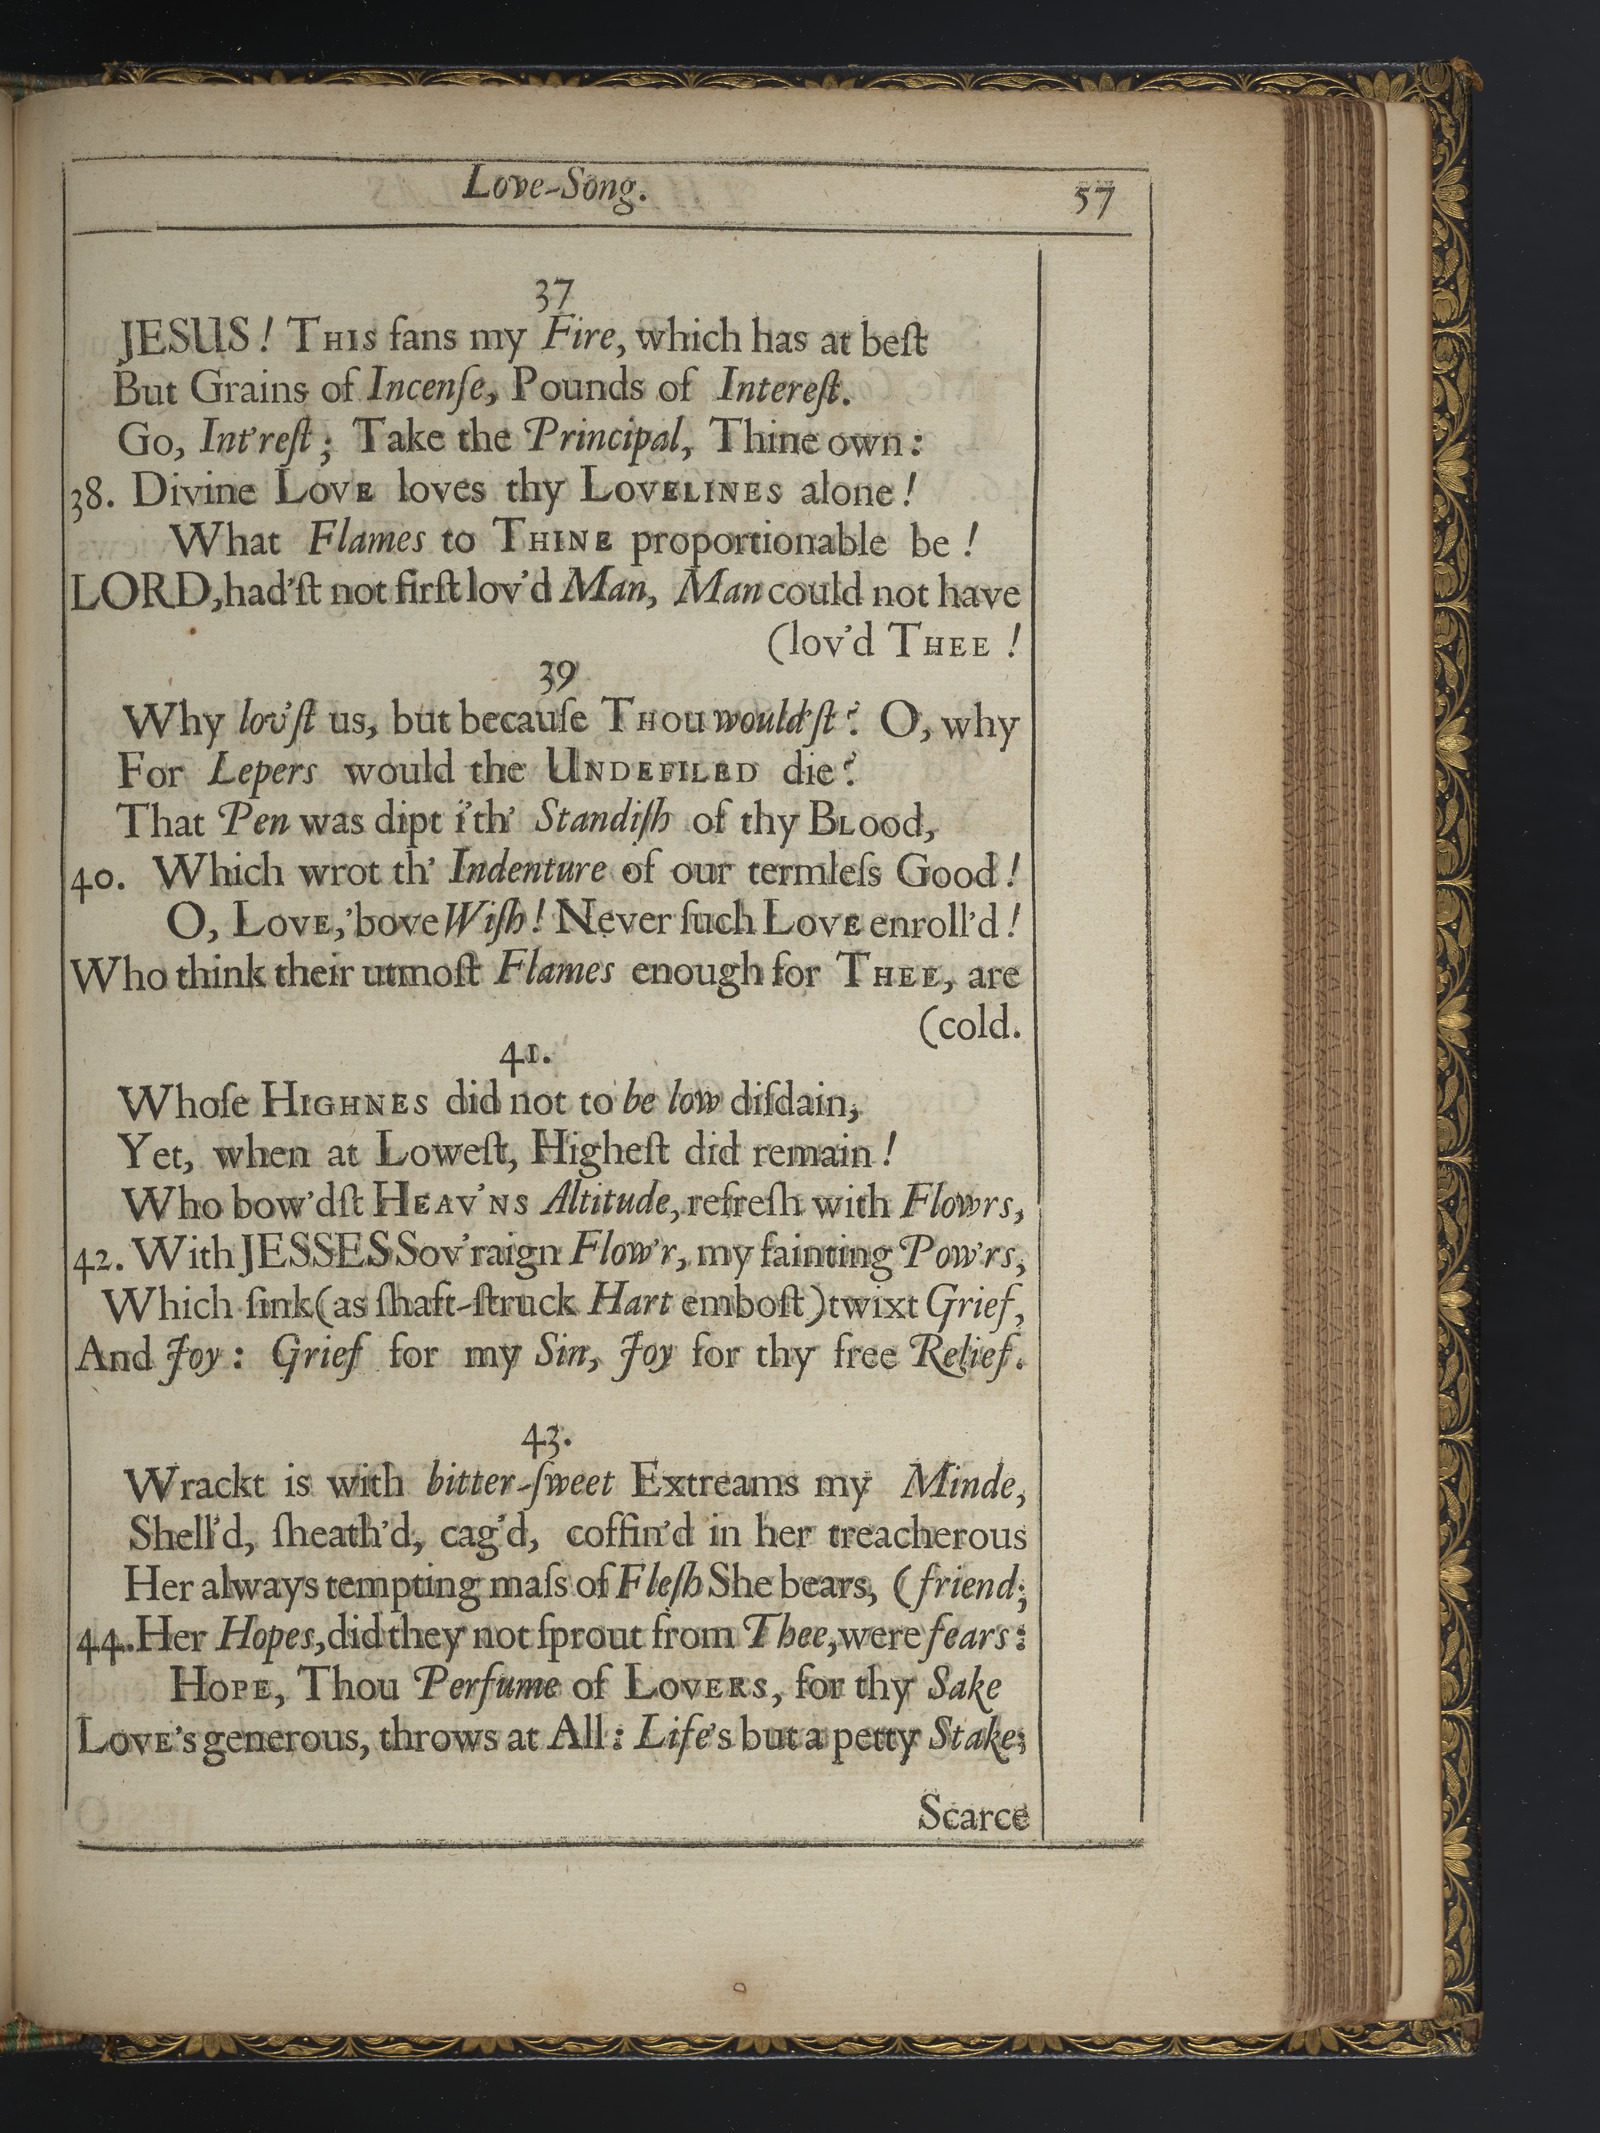 Love-Song.
57
37
JESUS! THIS fans my Fire, which has at beſt
But Grains of Incenſe, Pounds of Intereſt.
Go, Int'reſt; Take the Principal, Thine own:
38. Divine LOVE loves thy LOVELINES alone!
What Flames to THINE proportionable be!
LORD, had'ſt not firſt lov'd Man, Man could not have
(lov'd THEE!
39
Why lov'ſt us, but becauſe THOU would'ſt? O, why
For Lepers would the UNDEFILED die?
That Pen was dipt i'th' Standiſh of thy BLOOD,
40. Which wrot th' Indenture of our termleſs Good!
O, LOVE, 'bove Wiſh! Never ſuch LOVE enroll'd!
Who think their utmoſt Flames enough for THEE, are
(cold.
41.
Whoſe HIGHNES did not to be low diſdain,
Yet, when at Loweſt, Higheſt did remain!
Who bow'dſt HEAV'NS Altitude, refreſh with Flowrs,
42. With JESSES Sov'raign Flow'r, my fainting Pow'rs,
Which ſink (as ſhaft-ſtruck Hart emboſt) twixt Grief,
And Joy: Grief for my Sin, Joy for thy free Relief.
43.
Wrackt is with bitter-ſweet Extreams my Minde,
Shell'd, ſheath'd, cag'd, coffin'd in her treacherous
Her always tempting maſs of Fleſh She bears, (friend;
44. Her Hopes, did they not ſprout from Thee, were fears:
HOPE, Thou Perfume of LOVERS, for thy Sake
LOVE's generous, throws at All: Life's but a petty Stake;
Scarce